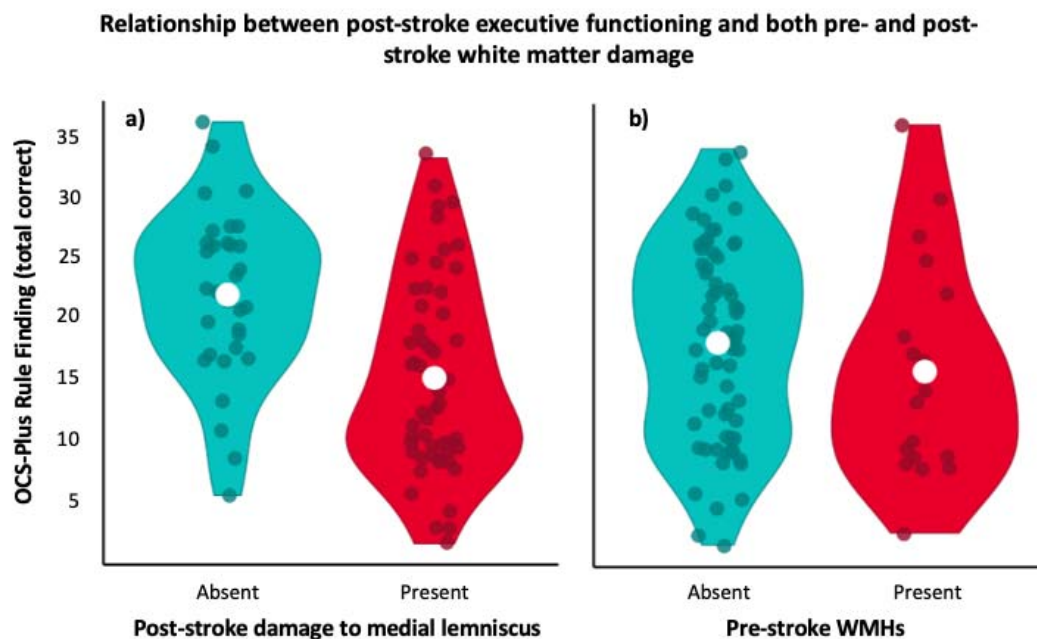 Relationship between post-stroke executive functioning and both pre- and post-
stroke white matter damage
OCS-Plus Rule Finding (total correct)
a)
35
30
25
20
15
10
5
Absent
Present
Post-stroke damage to medial lemniscus
b)
Absent
Present
Pre-stroke WMHs